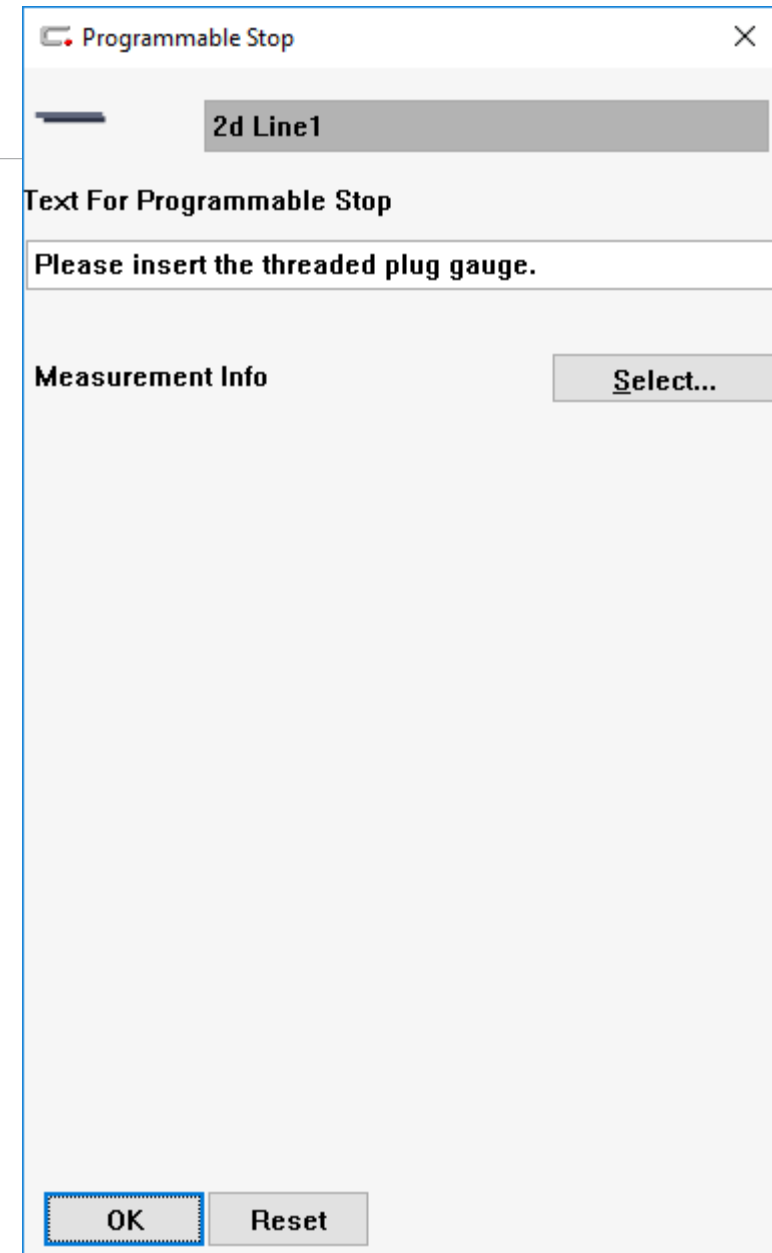 Programmable Stop
2d Line1
Text For Programmable Stop
Please insert the threaded plug gauge.
Measurement Info
Select...
OK
Reset